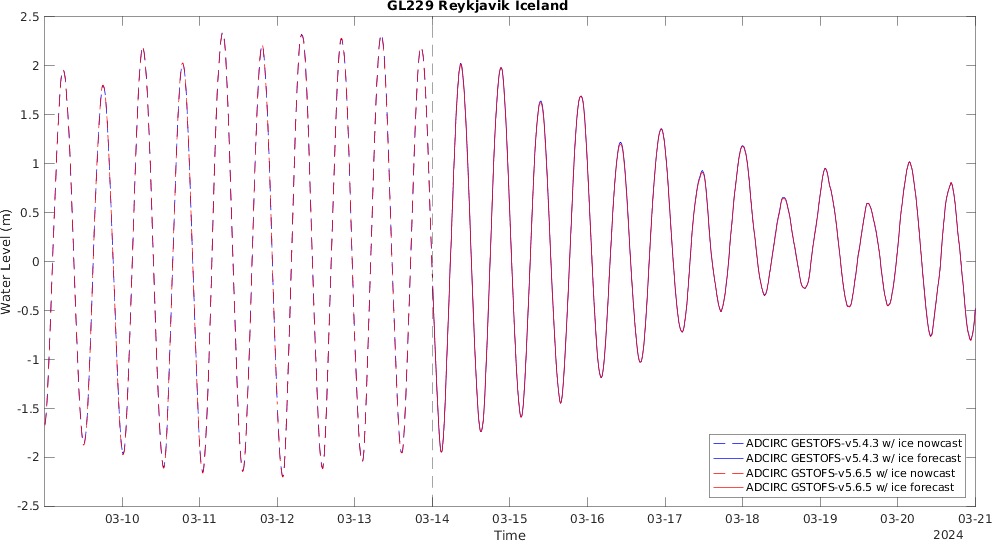 GL229 Reykjavik Iceland
2.5
2
1.5
1
0.5
0
-0.5
-1
-1.5
-2
-2.5
Water Level (m)
ADCIRC GESTOFS-v5.4.3 w/ ice nowcast
ADCIRC GESTOFS-v5.4.3 w/ ice forecast
ADCIRC GSTOFS-v5.6.5 w/ ice nowcast
ADCIRC GSTOFS-v5.6.5 w/ ice forecast
03-10 03-11 03-12 03-13 03-14 03-15 03-16 03-17 03-18 03-19 03-20 03-21
Time
2024